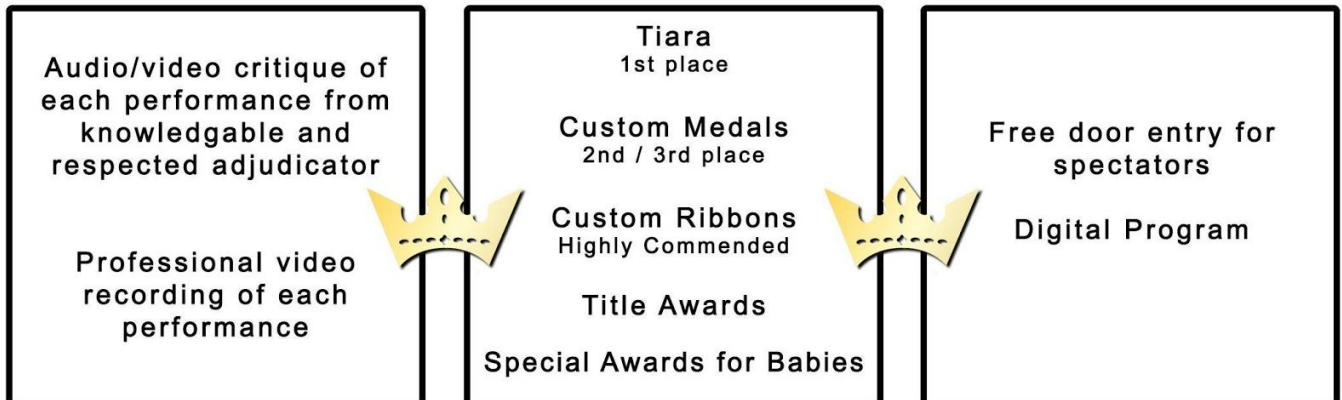 Audio/video critique of
each performance from
knowledgable and
respected adjudicator
Professional video
recording of each
performance
Tiara
1st place
Custom Medals
2nd / 3rd place
Custom Ribbons
Highly Commended
Title Awards
Special Awards for Babies
Free door entry for
spectators
Digital Program